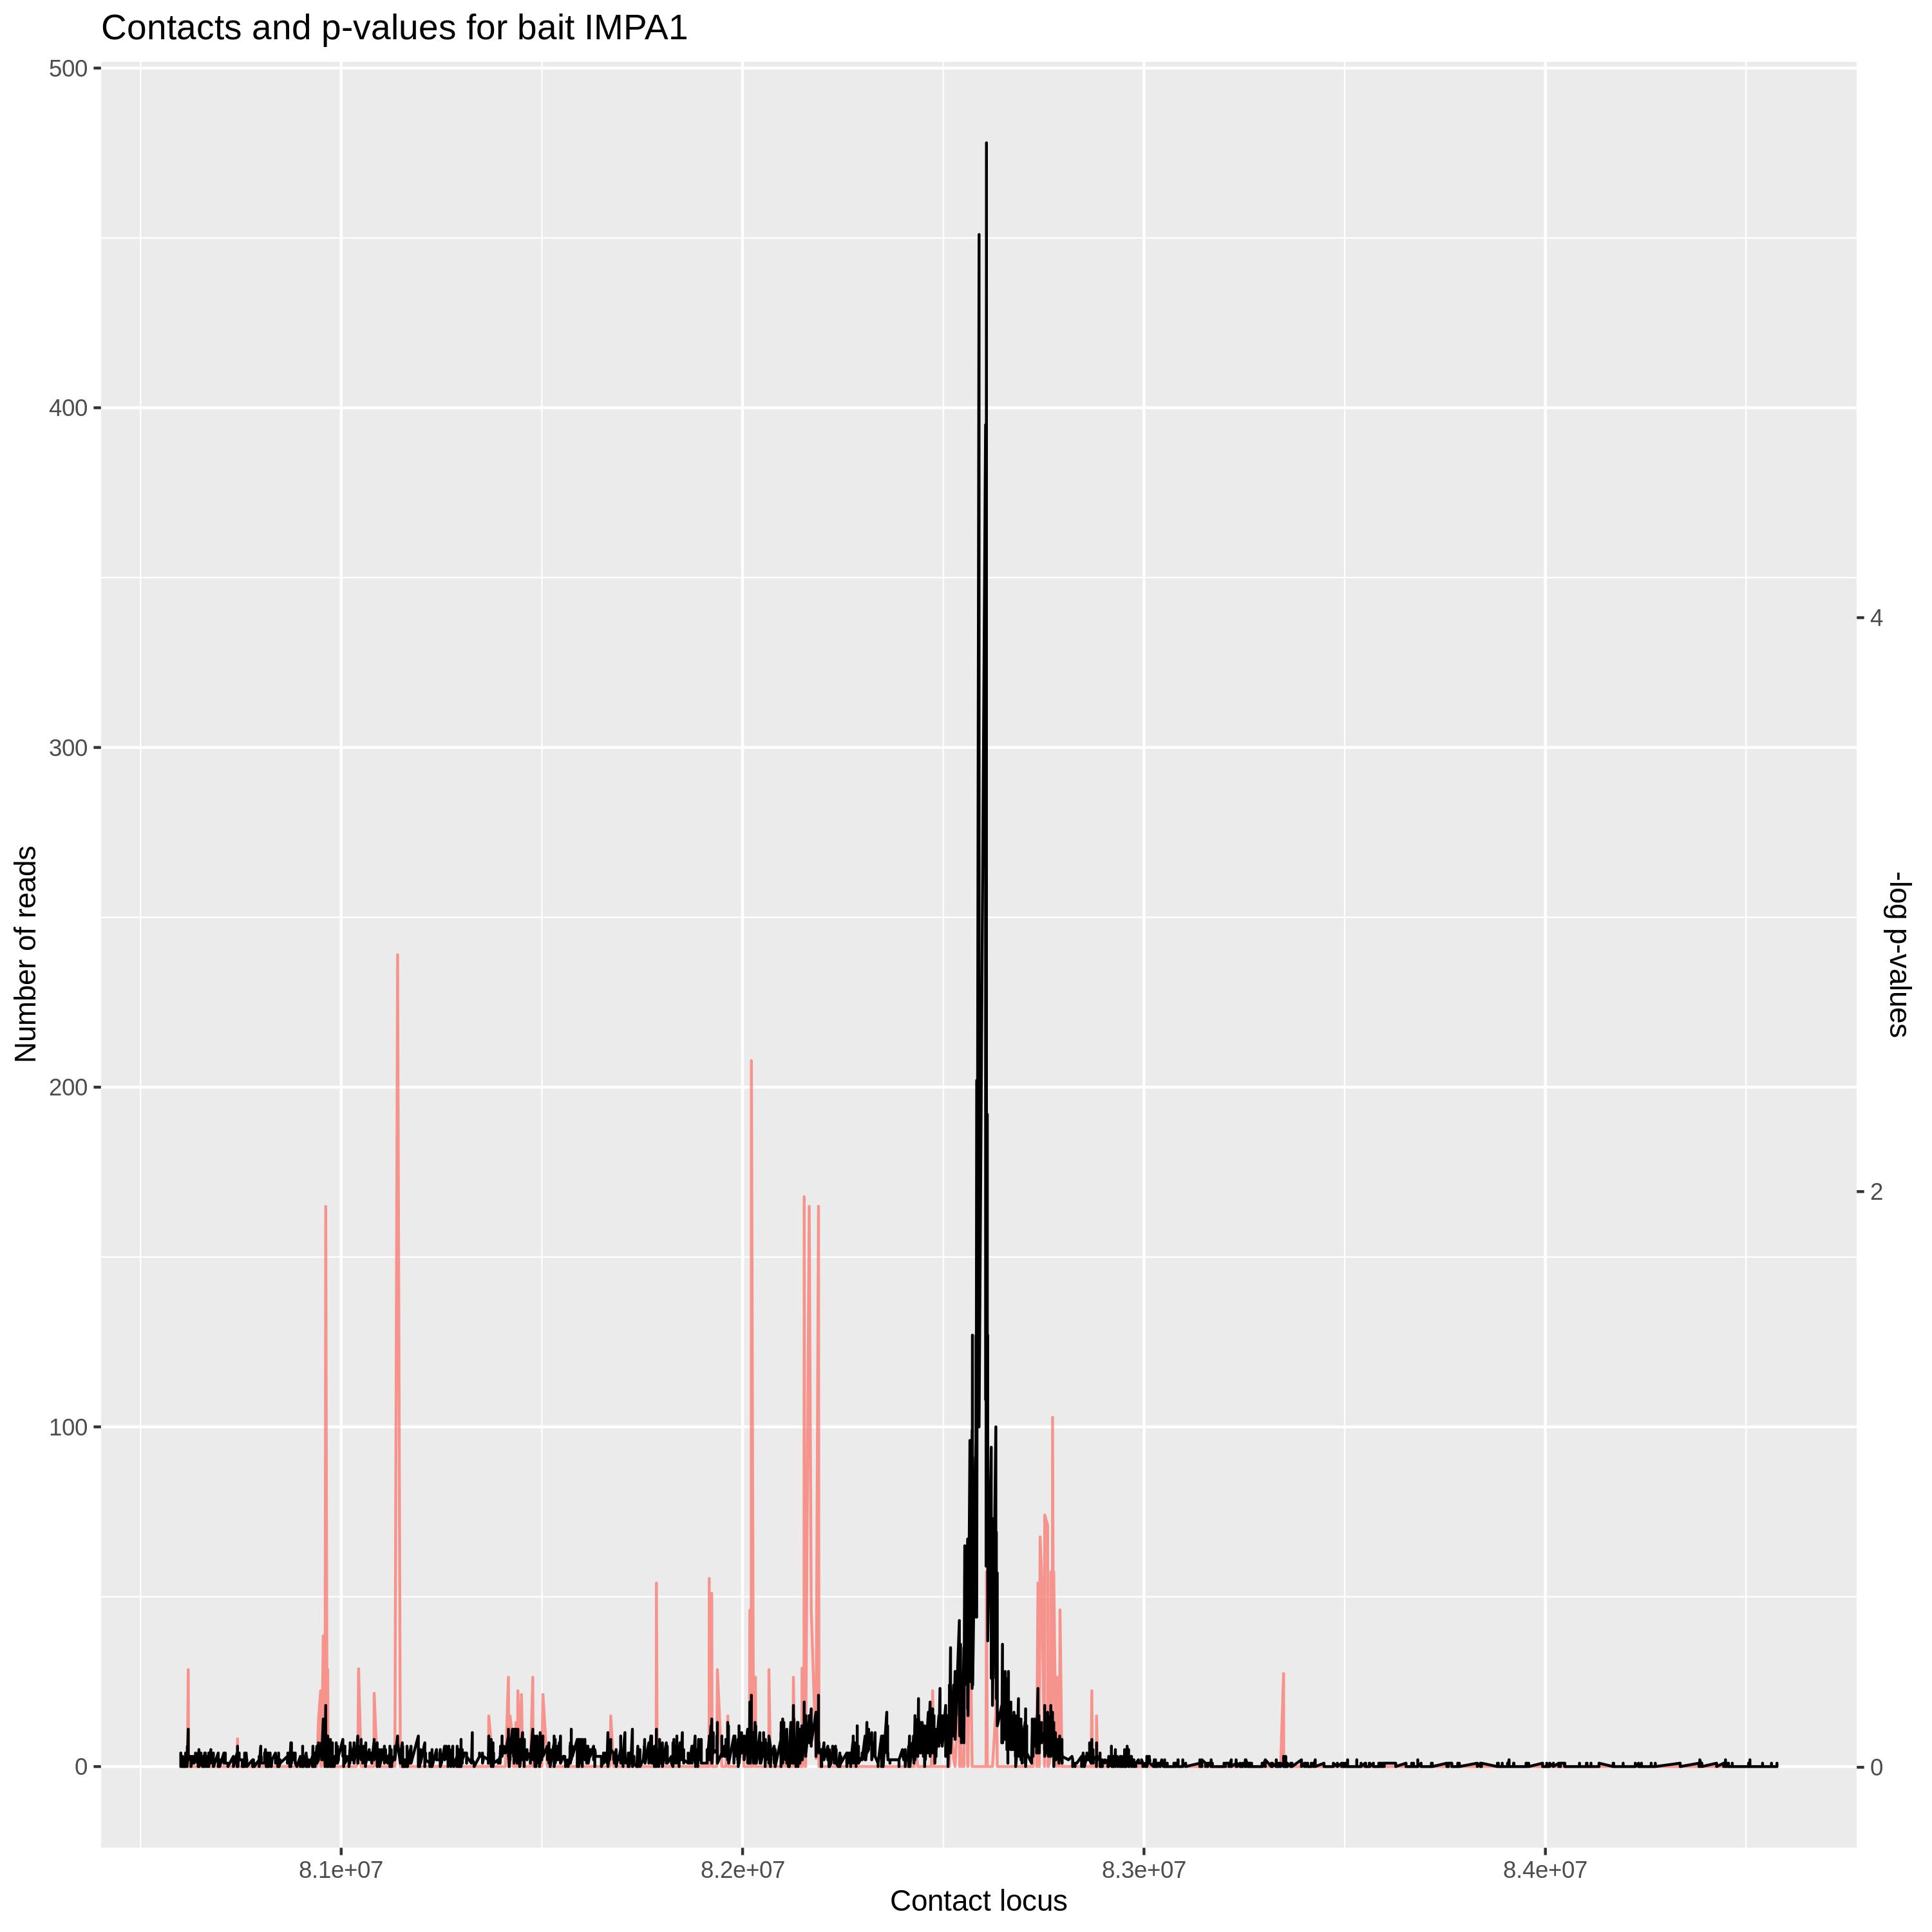 Contacts and p-values for bait IMPA1
500
400
300
200
100
0
Number of reads
4
2
0
-log p-values
8.1e+07
8.2e+07
8.3e+07
8.4e+07
Contact locus